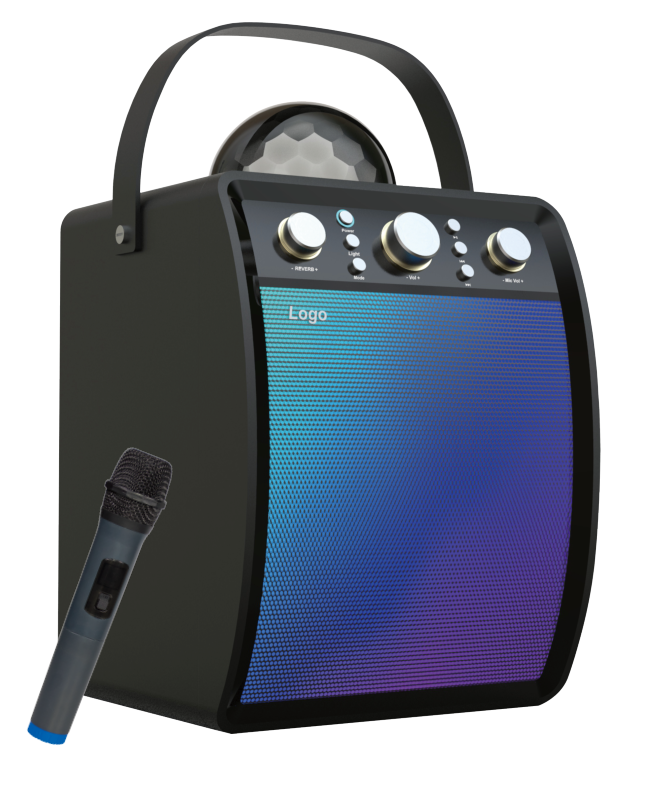 Power
Light
- REVERB +
Mode
- Vol +
- Mic Vol +
Logo